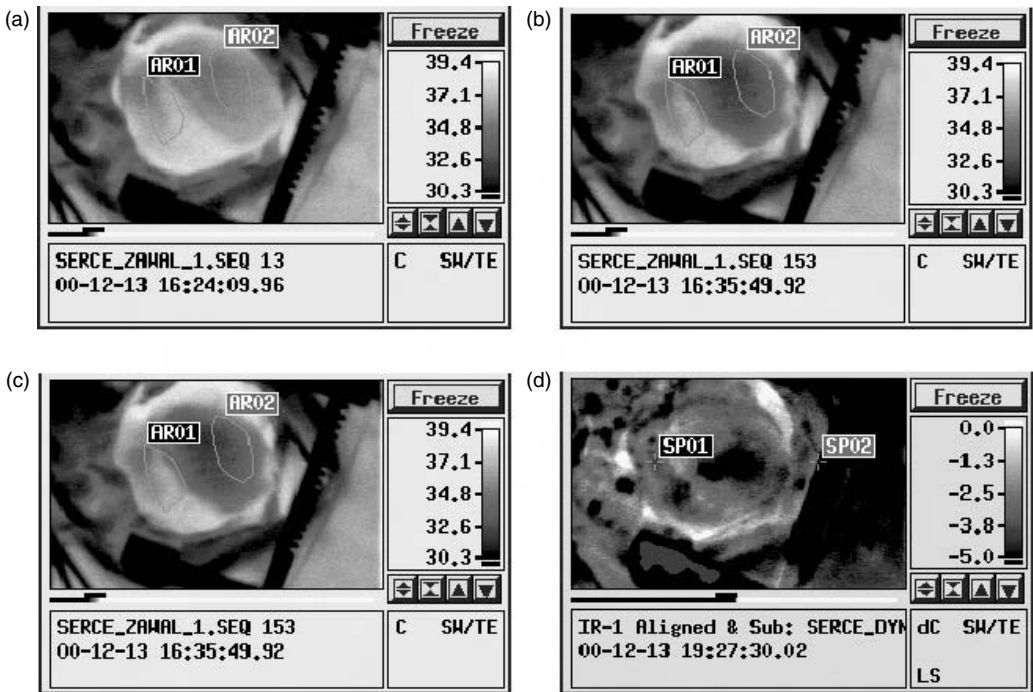 (a)
AR02
AR01
Freeze
39.4
37.1
34.8
32.6
30.3
SERCE_ZAWAL_1.SEQ 13
00-12-13 16:24:09.96
C SW/TE
(b)
AR02
AR01
Freeze
39.4
37.1
34.8
32.6
30.3
SERCE_ZAWAL_1.SEQ 153
00-12-13 16:35:49.92
C SW/TE
(c)
AR02
AR01
Freeze
39.4
37.1
34.8
32.6
30.3
SERCE_ZAWAL_1.SEQ 153
00-12-13 16:35:49.92
C SW/TE
(d)
SP01
SP02
Freeze
0.0
-1.3
-2.5
-3.8
-5.0
IR-1 Aligned & Sub: SERCE_DYN
00-12-13 19:27:30.02
dC SW/TE
LS